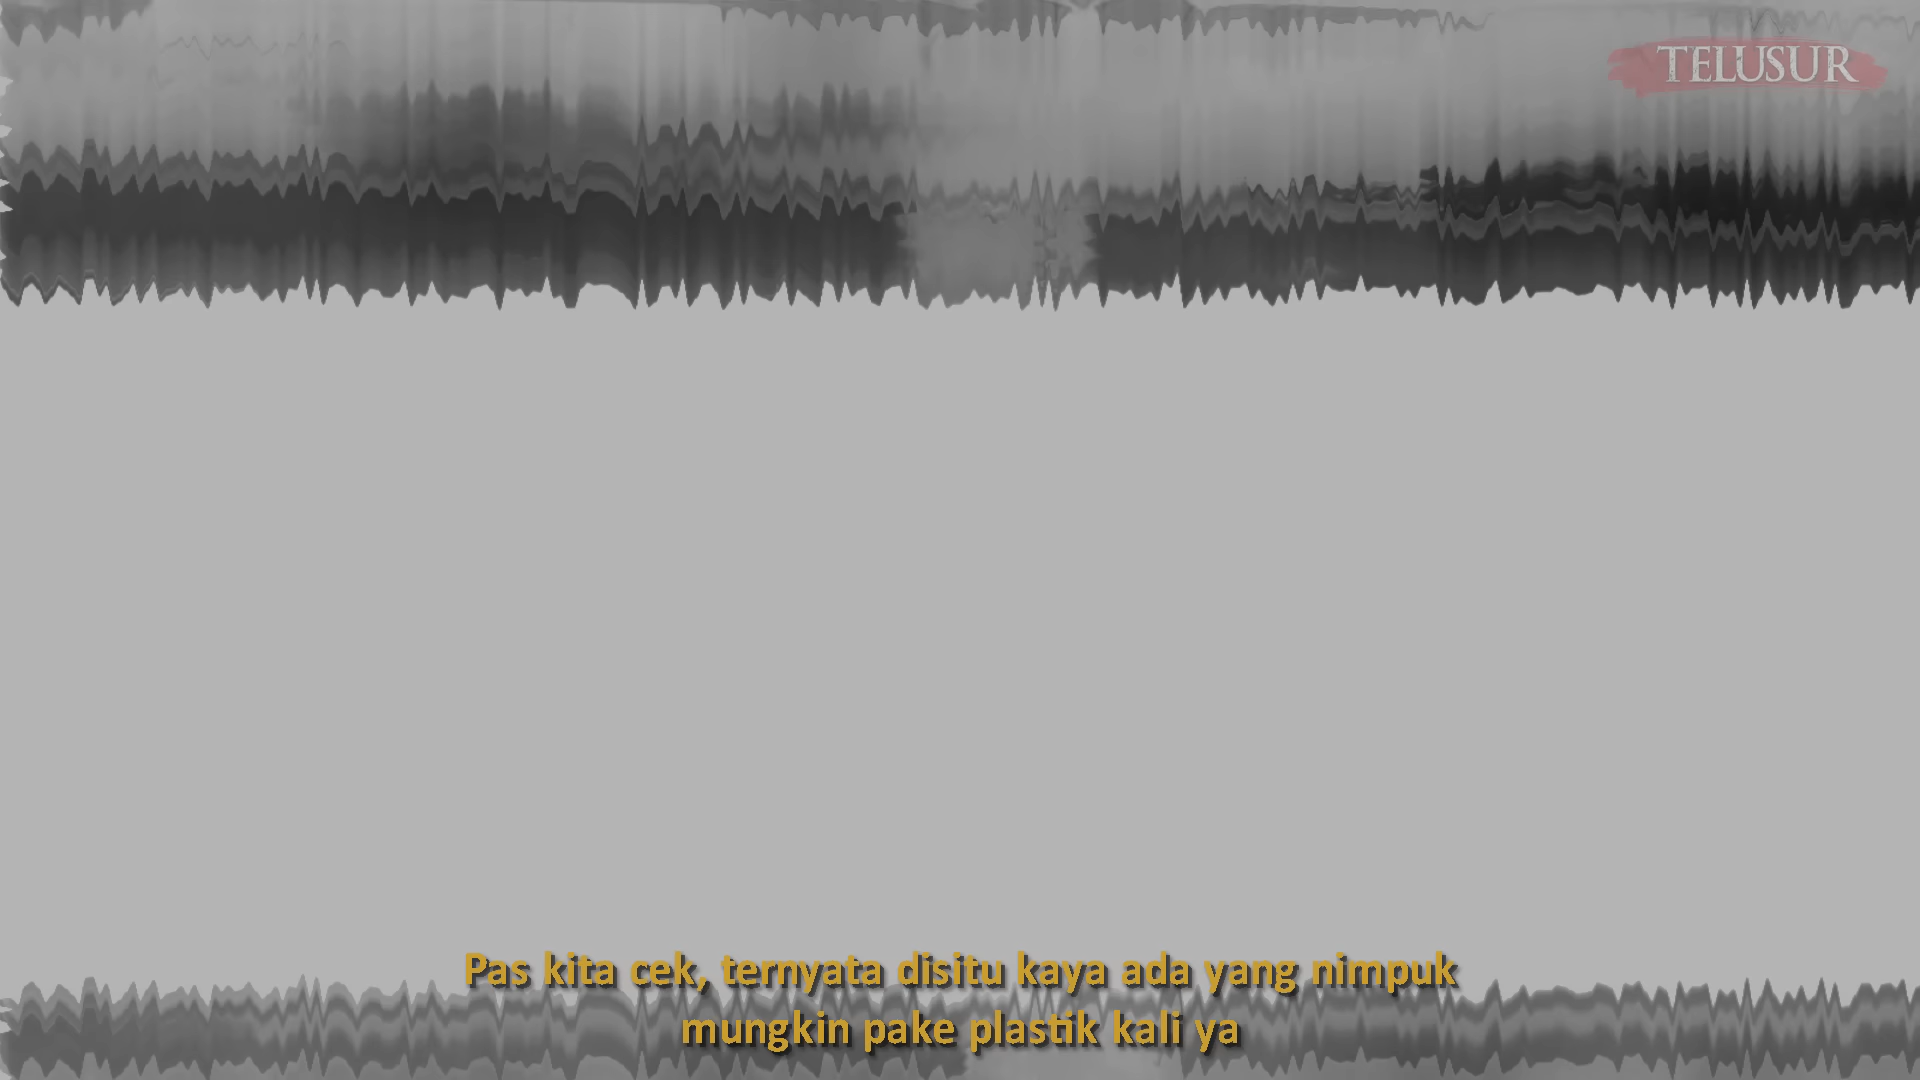 TELUSUR
Pas kita cek, ternyata disitu kaya ada yang nimpuk
mungkin pake plastik kali ya